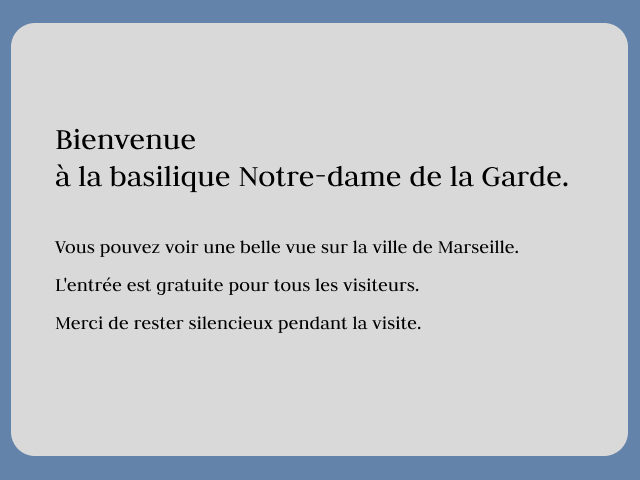 Bienvenue
à la basilique Notre-dame de la Garde.
Vous pouvez voir une belle vue sur la ville de Marseille.
L'entrée est gratuite pour tous les visiteurs.
Merci de rester silencieux pendant la visite.